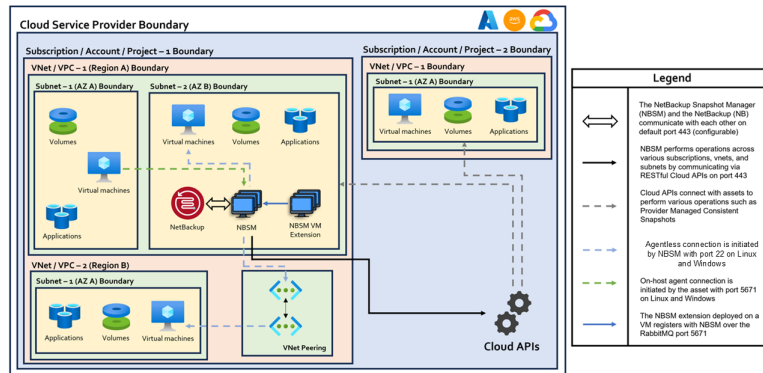 aws
Cloud Service Provider Boundary
Subscription / Account / Project – 1 Boundary
VNet / VPC – 1 (Region A) Boundary
Subnet – 1 (AZ A) Boundary
Volumes
Virtual machines
Applications
Subnet – 2 (AZ B) Boundary
Virtual machines
Volumes
Applications
NetBackup
NBSM
NBSM VM
Extension
VNet / VPC – 2 (Region B)
Subnet – 1 (AZ A) Boundary
Applications
Volumes
Virtual machines
VNet Peering
Subscription / Account / Project – 2 Boundary
VNet / VPC – 1 Boundary
Subnet – 1 (AZ A) Boundary
Virtual machines
Volumes
Applications
Cloud APIs
Legend
The NetBackup Snapshot Manager
(NBSM) and the NetBackup (NB)
communicate with each other on
default port 443 (configurable)
NBSM performs operations across
various subscriptions, vnets, and
subnets by communicating via
RESTful Cloud APIs on port 443
Cloud APIs connect with assets to
perform various operations such as
Provider Managed Consistent
Snapshots
Agentless connection is initiated
by NBSM with port 22 on Linux
and Windows
On-host agent connection is
initiated by the asset with port 5671
on Linux and Windows
The NBSM extension deployed on a
VM registers with NBSM over the
RabbitMQ port 5671